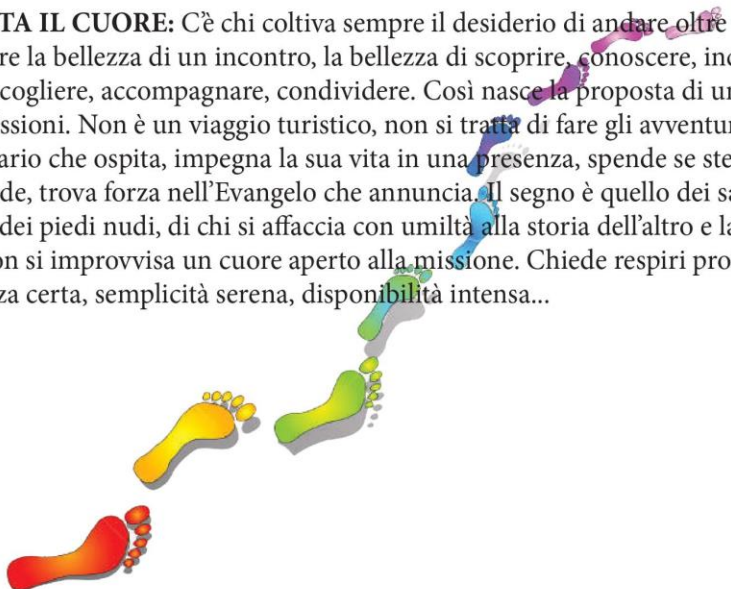 TA IL CUORE: C'è chi coltiva sempre il desiderio di andare oltre
re la bellezza di un incontro, la bellezza di scoprire, conoscere, inc
cogliere, accompagnare, condividere. Così nasce la proposta di un
ssioni. Non è un viaggio turistico, non si tratta di fare gli avventur
ario che ospita, impegna la sua vita in una presenza, spende se ste
de, trova forza nell'Evangelo che annuncia. Il segno è quello dei sa
dei piedi nudi, di chi si affaccia con umiltà alla storia dell'altro e la
on si improvvisa un cuore aperto alla missione. Chiede respiri pro
za certa, semplicità serena, disponibilità intensa...